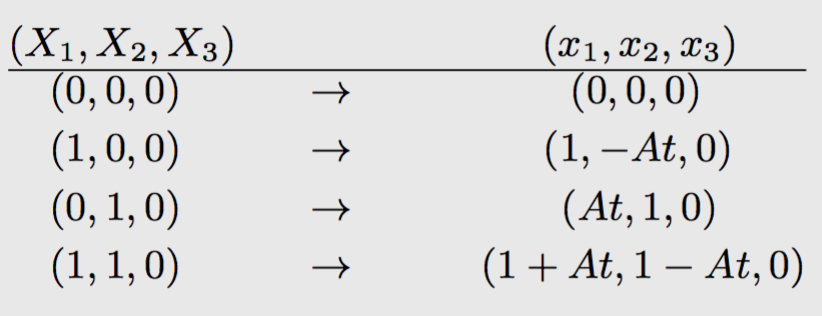 (X₁, X₂, X₃) (x₁, x₂, x₃)
(0, 0, 0) → (0, 0, 0)
(1, 0, 0) → (1, −At, 0)
(0, 1, 0) → (At, 1, 0)
(1, 1, 0) → (1 + At, 1 − At, 0)